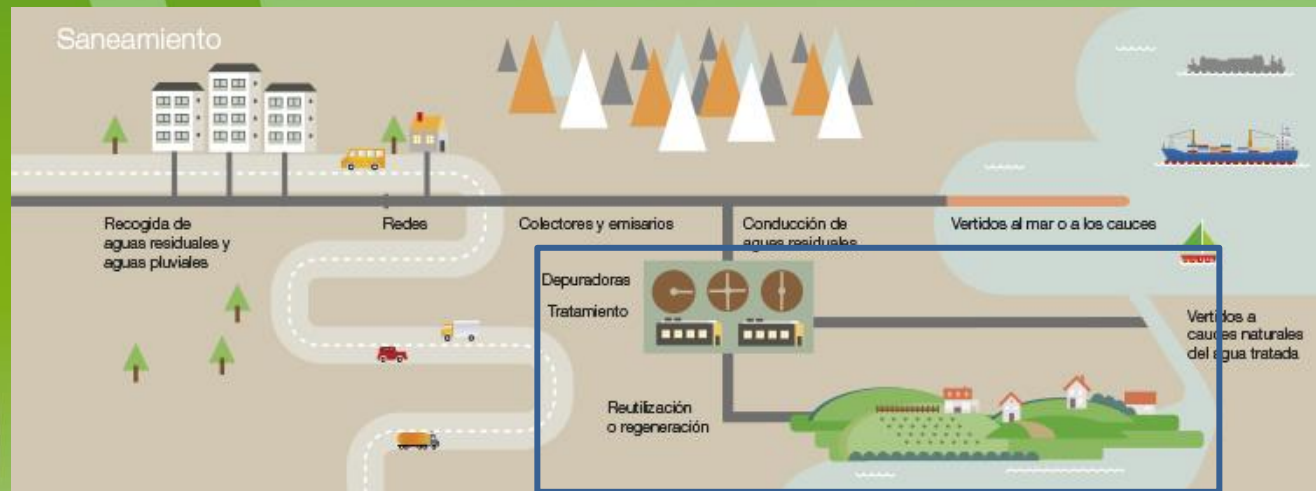 Saneamiento
Recogida de
aguas residuales y
aguas pluviales
Redes
Colectores y emisarios
Conducción de
aguas residuales
Vertidos al mar o a los cauces
Depuradoras
Tratamiento
Vertidos a
cauces naturales
del agua tratada
Reutilización
o regeneración